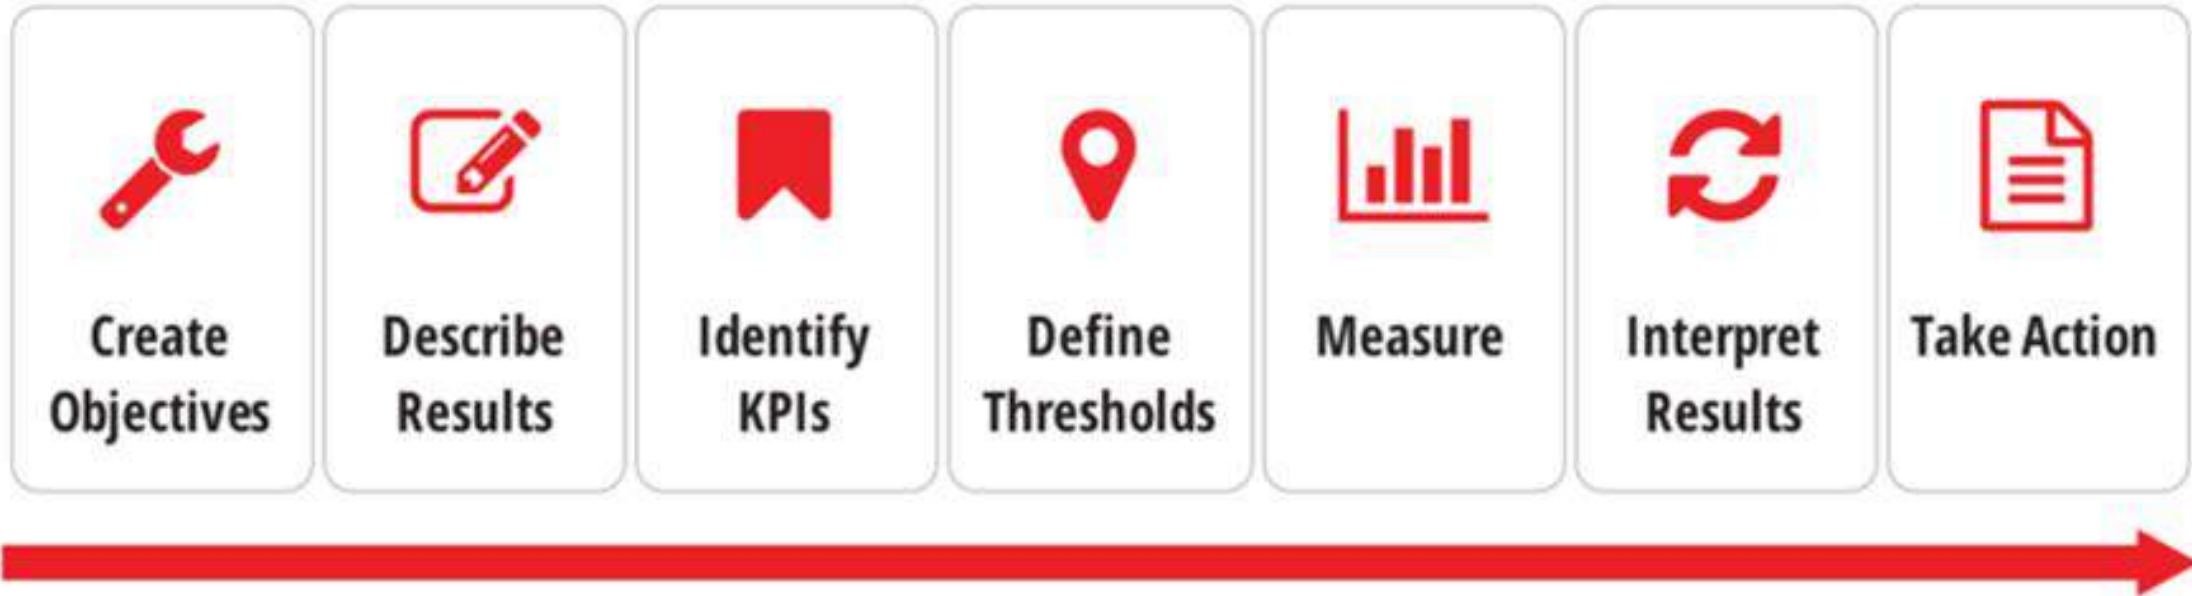 Create
Objectives
Describe
Results
Identify
KPIs
Define
Thresholds
Measure
Interpret
Results
Take Action